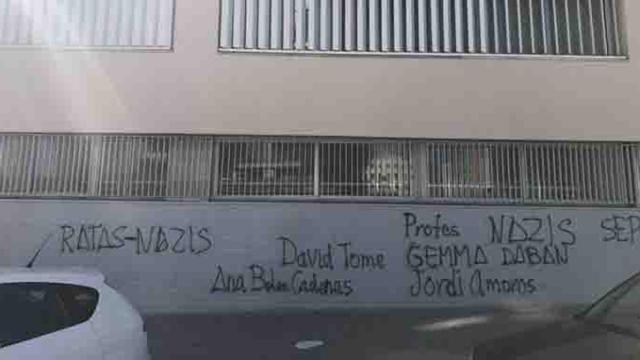 RATAS-NAZIS
Profes NAZIS SEP
David Tome GEMMA DABAN
Ana Belen Cadenas Jordi Amoros